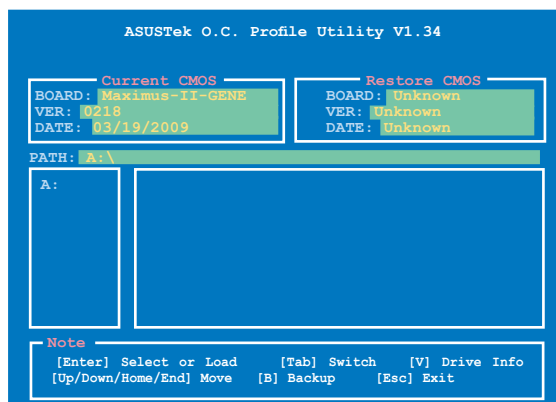 ASUSTek O.C. Profile Utility V1.34
Current CMOS
BOARD: Maximus-II-GENE
VER: 0218
DATE: 03/19/2009
Restore CMOS
BOARD: Unknown
VER: Unknown
DATE: Unknown
PATH: A:\
A:
Note
[Enter] Select or Load [Tab] Switch [V] Drive Info
[Up/Down/Home/End] Move [B] Backup [Esc] Exit